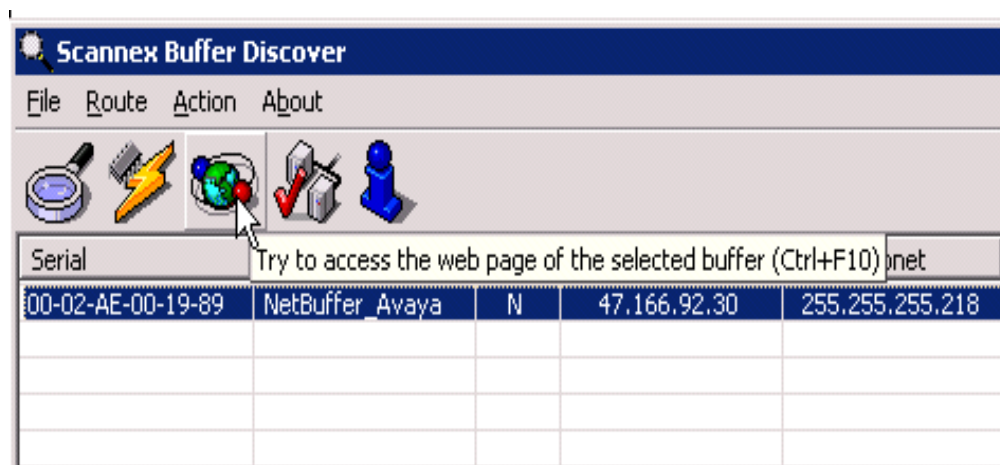 Scannex Buffer Discover
File Route Action About
Serial
Try to access the web page of the selected buffer (Ctrl+F10)
00-02-AE-00-19-89 NetBuffer_Avaya N 47.166.92.30 255.255.255.218